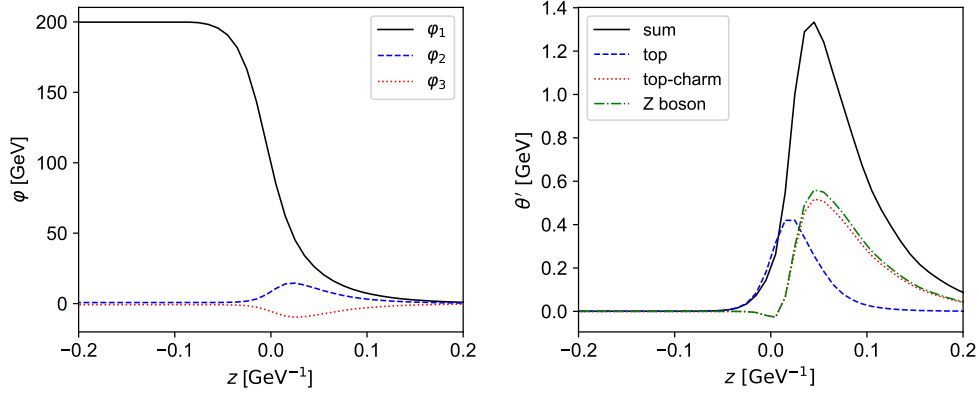 200
150
100
50
0
φ [GeV]
−0.2
−0.1
0.0
0.1
0.2
z [GeV⁻¹]
φ₁
φ₂
φ₃
1.4
1.2
1.0
0.8
0.6
0.4
0.2
0.0
θ′ [GeV]
−0.2
−0.1
0.0
0.1
0.2
z [GeV⁻¹]
sum
top
top-charm
Z boson